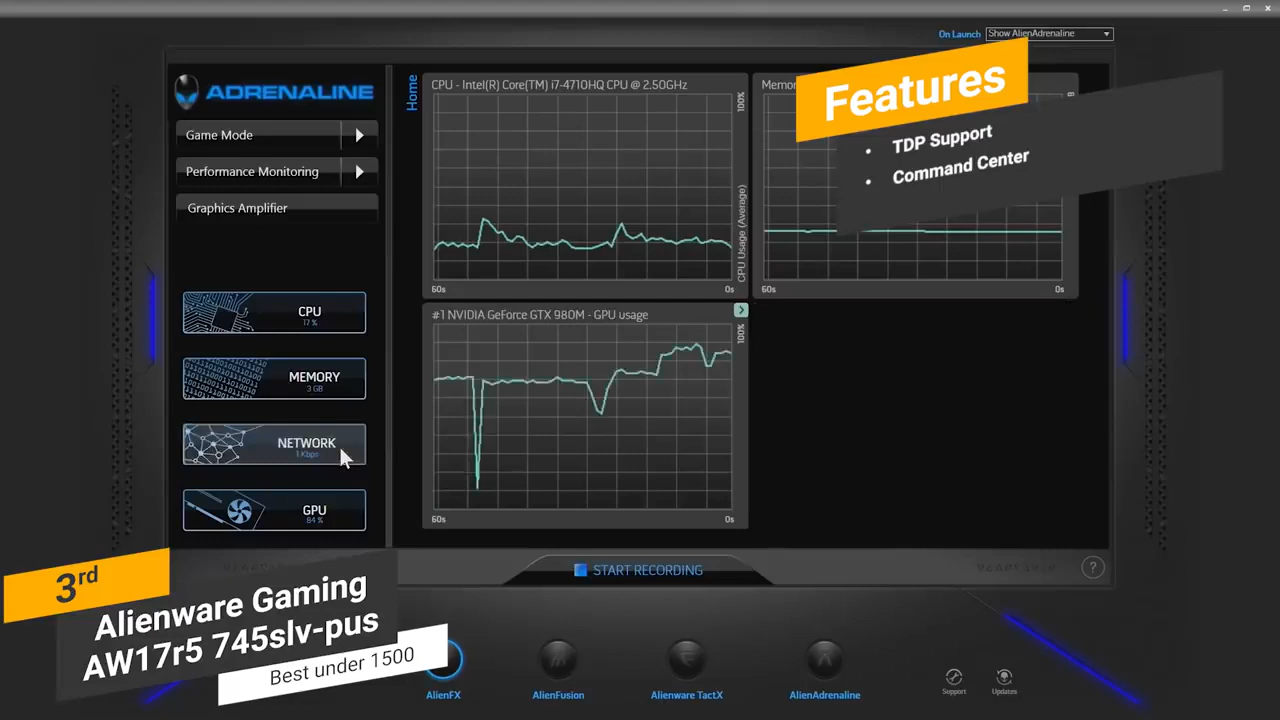 On Launch
Show AlienAdrenaline
ADRENALINE
Game Mode
Performance Monitoring
Graphics Amplifier
CPU
17 %
MEMORY
3 GB
NETWORK
1 Kbps
GPU
84 %
Home
CPU - Intel(R) Core(TM) i7-4710HQ CPU @ 2.50GHz
100%
CPU Usage (Average)
60s
0s
60s
0s
#1 NVIDIA GeForce GTX 980M - GPU usage
100%
60s
0s
Features
• TDP Support
• Command Center
START RECORDING
?
3rd
Alienware Gaming
AW17r5 745slv-pus
Best under 1500
AlienFX
AlienFusion
Alienware TactX
AlienAdrenaline
Support
Updates